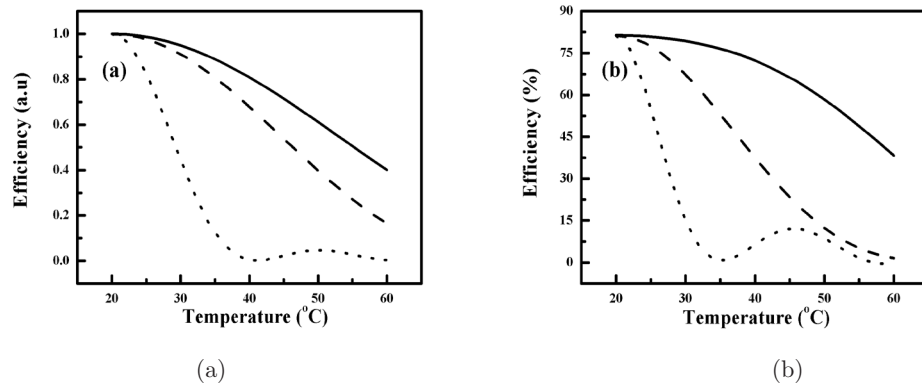 1.0
0.8
0.6
0.4
0.2
0.0
Efficiency (a.u)
(a)
20 30 40 50 60
Temperature (°C)
(a)
90
75
60
45
30
15
0
Efficiency (%)
(b)
20 30 40 50 60
Temperature (°C)
(b)